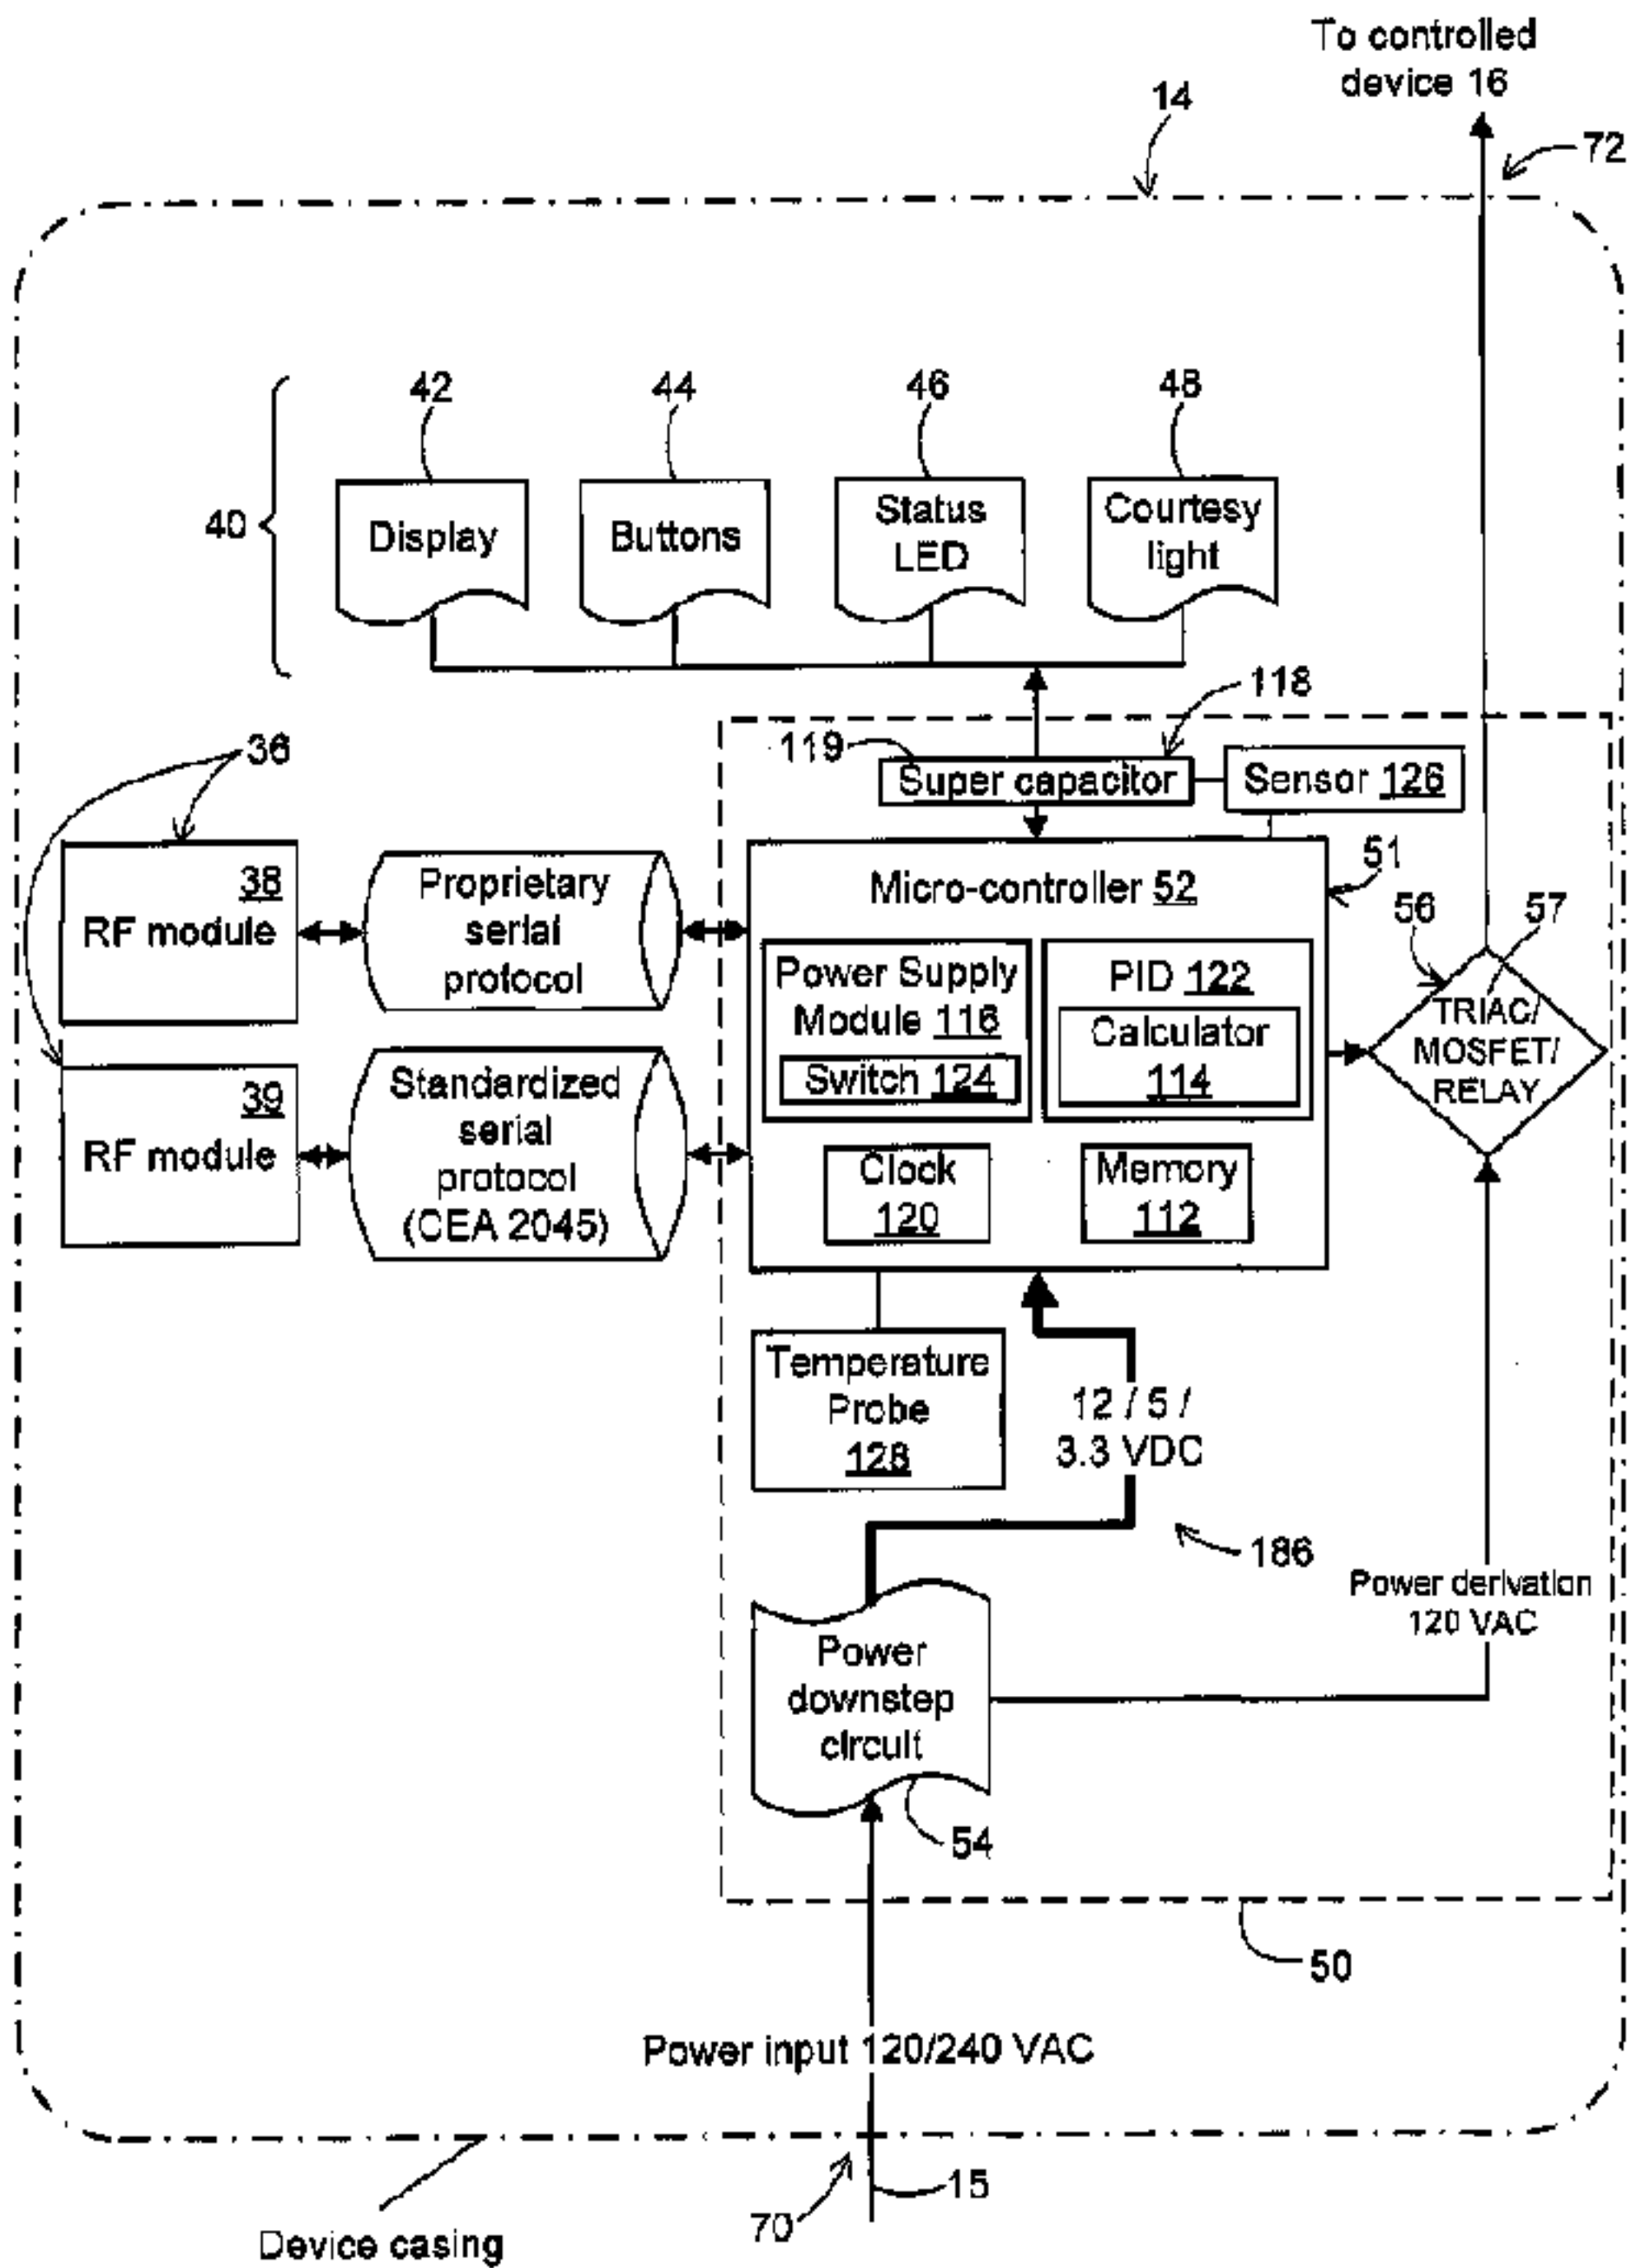 To controlled
device 16
14
72
42
44
46
48
40
Display
Buttons
Status
LED
Courtesy
light
118
119
36
Super capacitor
Sensor 126
51
38
RF module
Proprietary
serial
protocol
Micro-controller 52
56
57
Power Supply
Module 116
Switch 124
PID 122
Calculator
114
TRIAC/
MOSFET/
RELAY
39
RF module
Standardized
serial
protocol
(CEA 2045)
Clock
120
Memory
112
Temperature
Probe
128
12 / 5 /
3.3 VDC
186
Power derivation
120 VAC
Power
downstep
circuit
54
50
Power input 120/240 VAC
15
70
Device casing